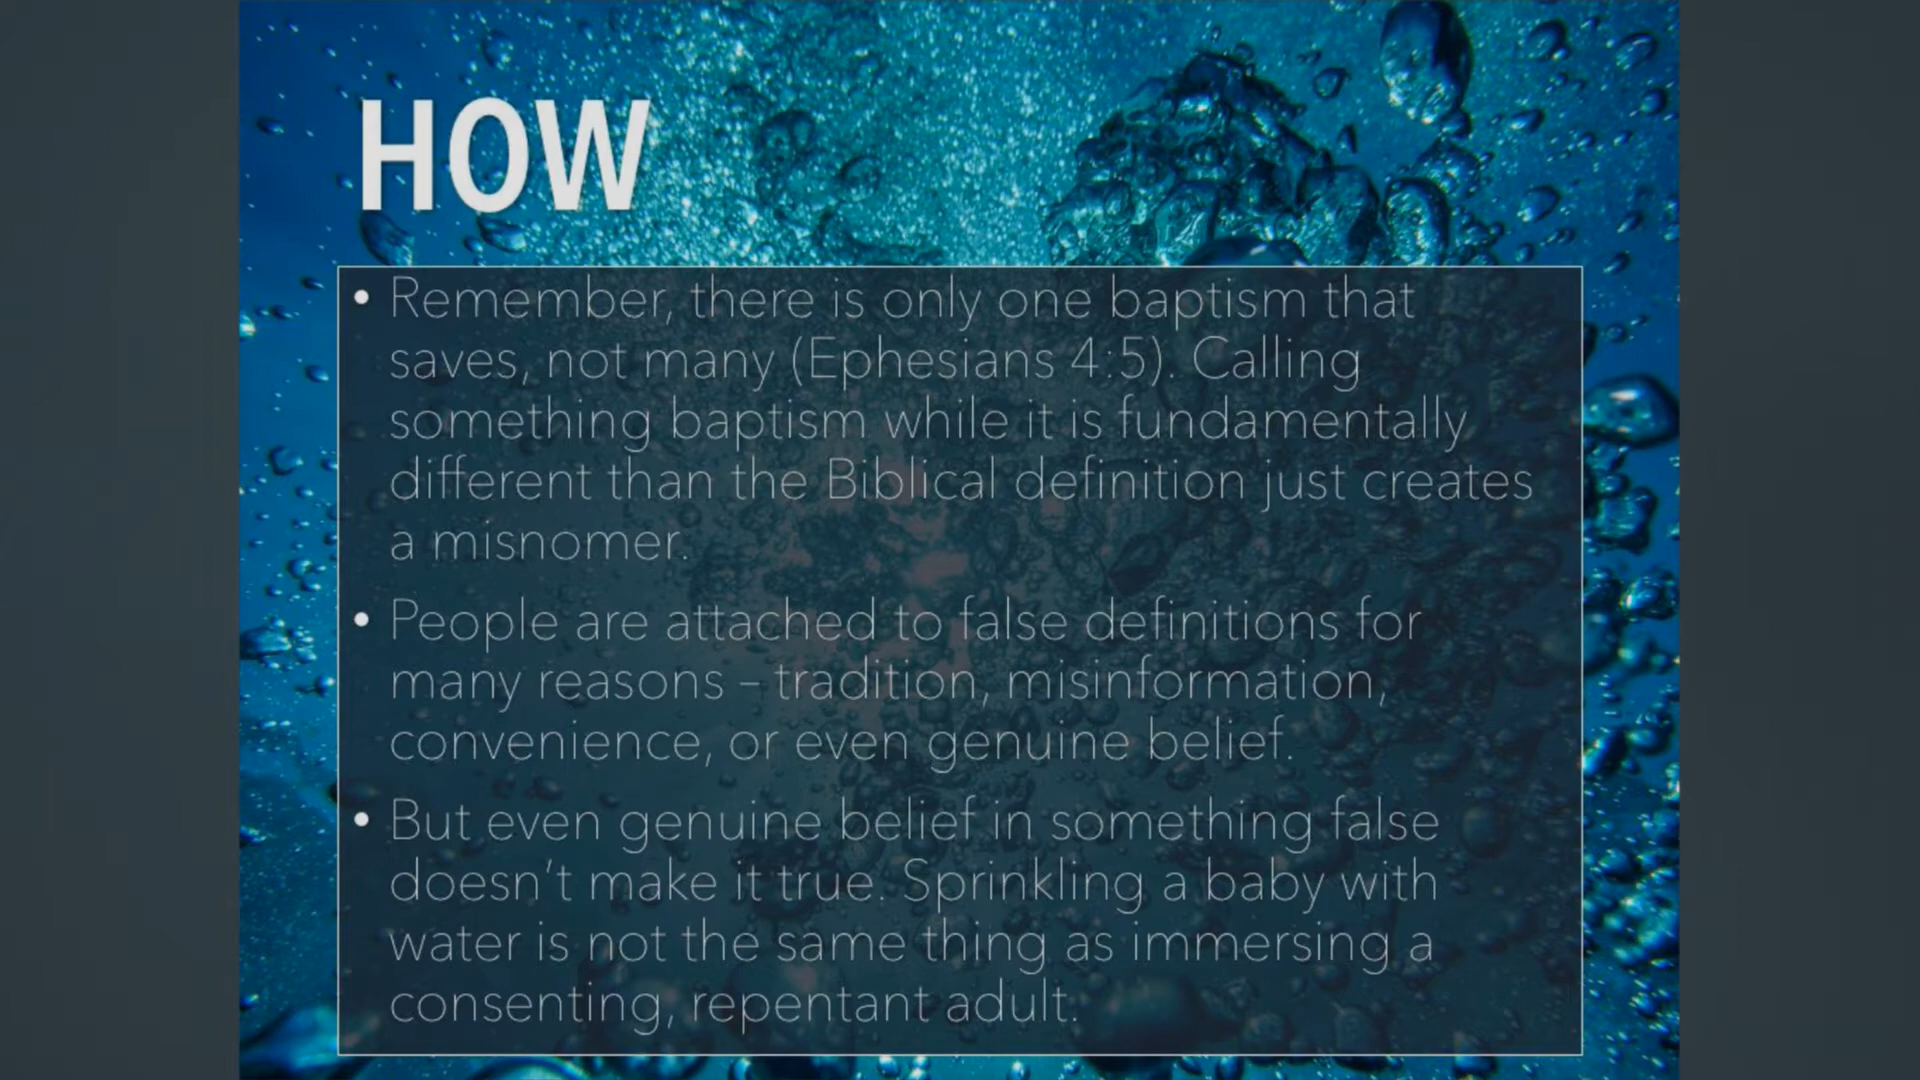 HOW
• Remember, there is only one baptism that
saves, not many (Ephesians 4:5). Calling
something baptism while it is fundamentally
different than the Biblical definition just creates
a misnomer.
• People are attached to false definitions for
many reasons – tradition, misinformation,
convenience, or even genuine belief.
• But even genuine belief in something false
doesn’t make it true. Sprinkling a baby with
water is not the same thing as immersing a
consenting, repentant adult.